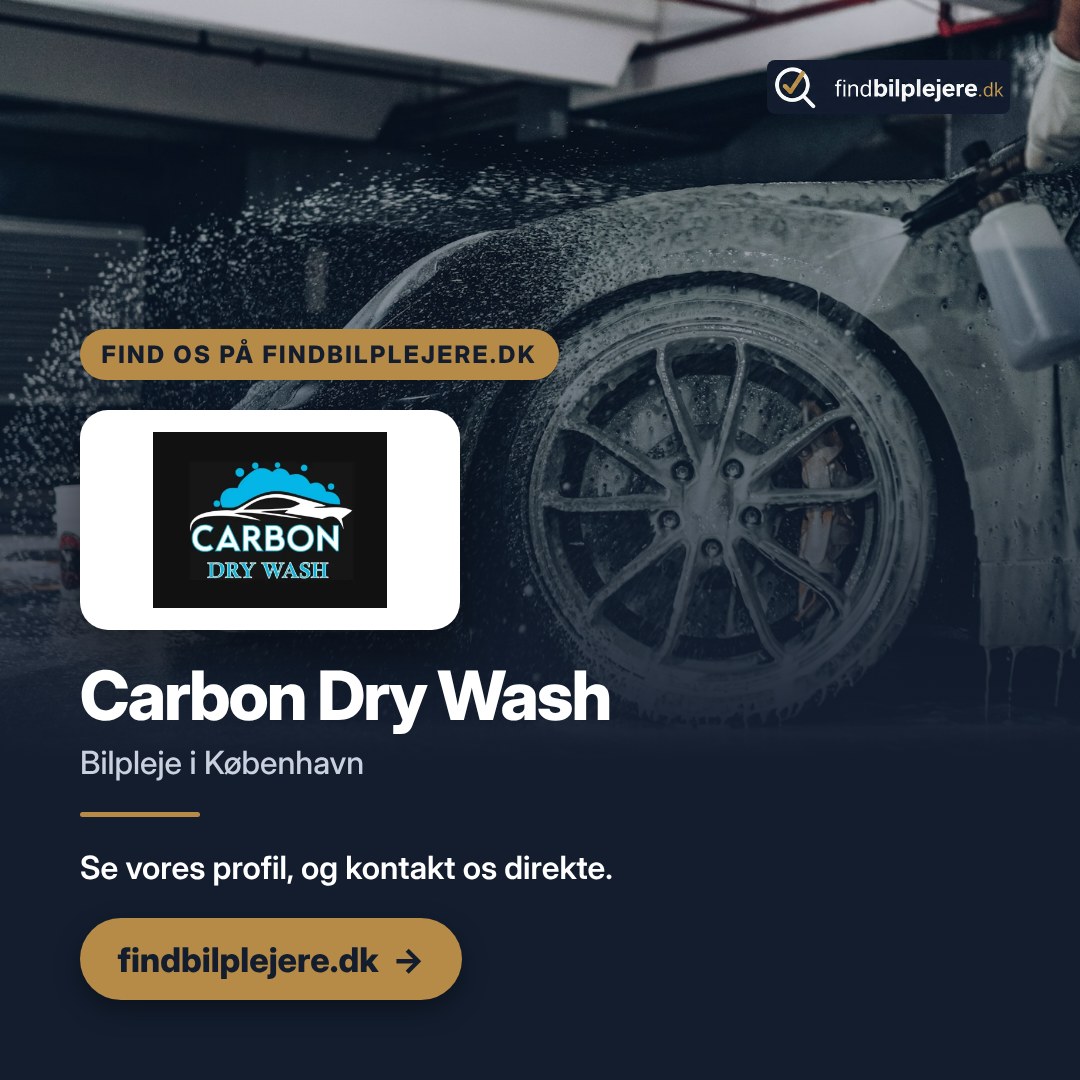 findbilplejere.dk
FIND OS PÅ FINDBILPLEJERE.DK
CARBON
DRY WASH
Carbon Dry Wash
Bilpleje i København
Se vores profil, og kontakt os direkte.
findbilplejere.dk →